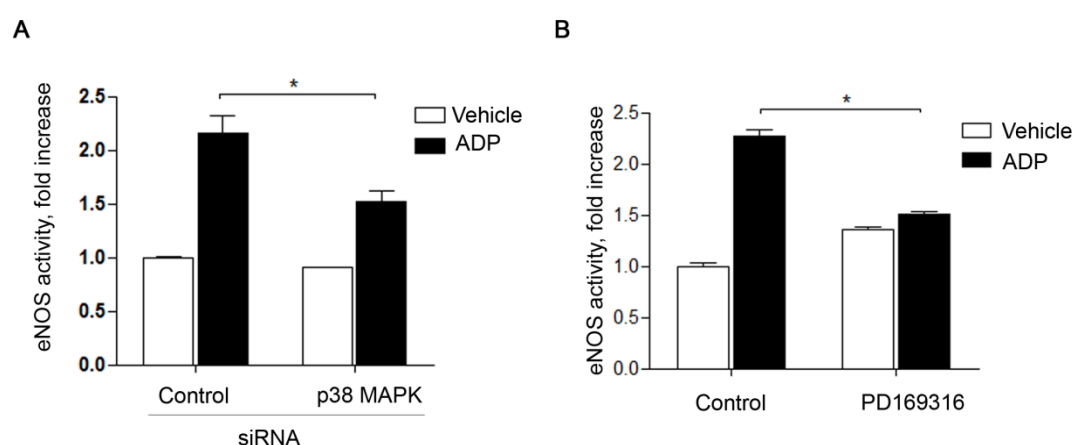 A
eNOS activity, fold increase
2.5
2.0
1.5
1.0
0.5
0.0
*
Vehicle
ADP
Control
p38 MAPK
siRNA
B
eNOS activity, fold increase
2.5
2.0
1.5
1.0
0.5
0.0
*
Vehicle
ADP
Control
PD169316